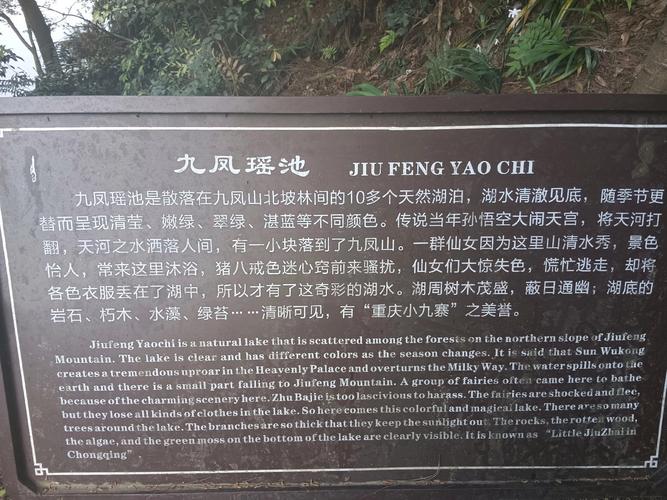 九凤瑶池 JIU FENG YAO CHI
九凤瑶池是散落在九凤山北坡林间的10多个天然湖泊，湖水清澈见底，随季节更
替而呈现清莹、嫩绿、翠绿、湛蓝等不同颜色。传说当年孙悟空大闹天宫，将天河打
翻，天河之水洒落人间，有一小块落到了九凤山。一群仙女因为这里山清水秀，景色
怡人，常来这里沐浴，猪八戒色迷心窍前来骚扰，仙女们大惊失色，慌忙逃走，却将
各色衣服丢在了湖中，所以才有了这奇彩的湖水。湖周树木茂盛，蔽日通幽；湖底的
岩石、朽木、水藻、绿苔……清晰可见，有“重庆小九寨”之美誉。
Jiufeng Yaochi is a natural lake that is scattered among the forests on the northern slope of Jiufeng
Mountain. The lake is clear and has different colors as the season changes. It is said that Sun Wukong
creates a tremendous uproar in the Heavenly Palace and overturns the Milky Way. The water spills onto the
earth and there is a small part falling to Jiufeng Mountain. A group of fairies often came here to bathe
because of the charming scenery here. Zhu Bajie is too lascivious to harass. The fairies are shocked and flee,
but they lose all kinds of clothes in the lake. So here comes this colorful and magical lake. There are so many
trees around the lake. The branches are so thick that they keep the sunlight out. The rocks, the rotten wood,
the algae, and the green moss on the bottom of the lake are clearly visible. It is known as “Little JiuZhai in
Chongqing”